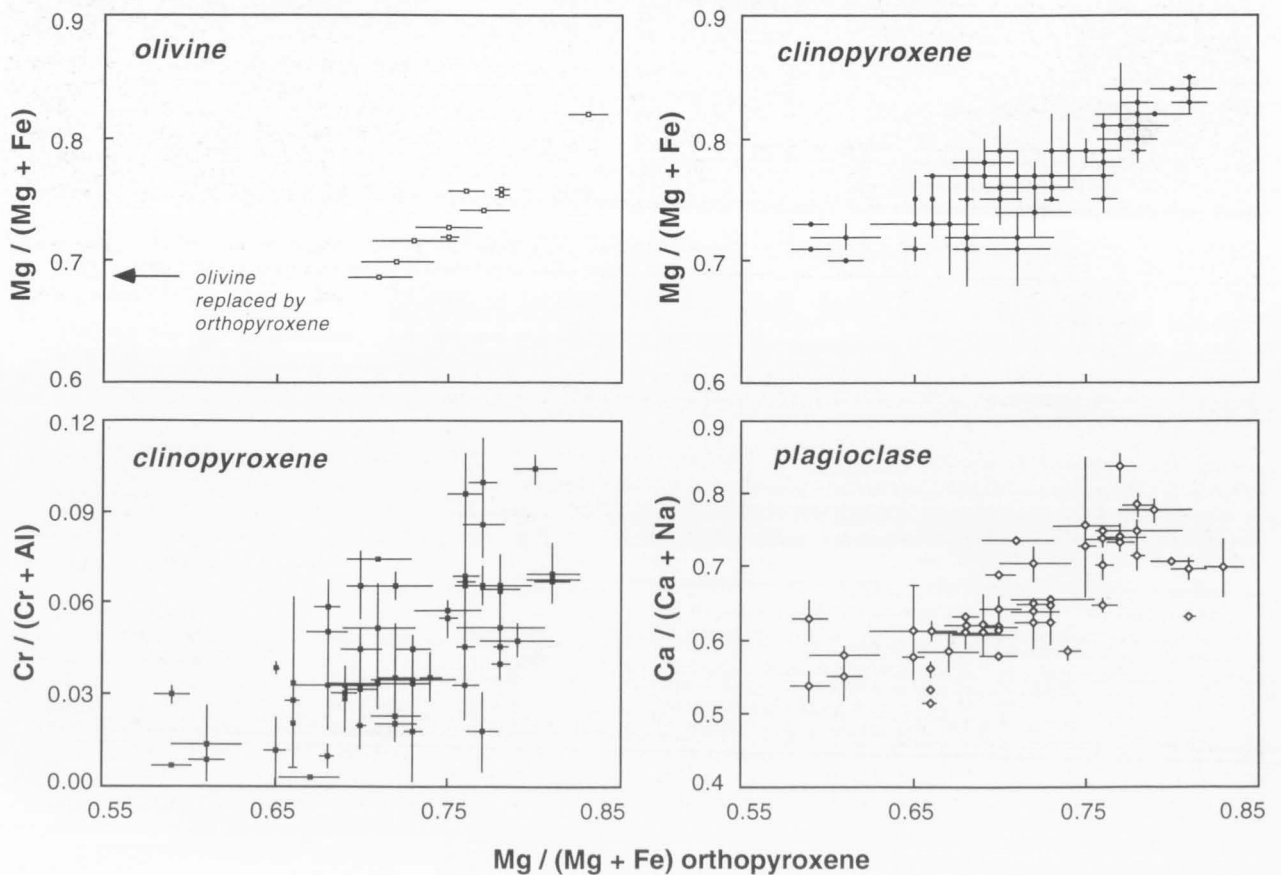 olivine
Mg / (Mg + Fe)
0.9
0.8
0.7
0.6
olivine
replaced by
orthopyroxene
clinopyroxene
Mg / (Mg + Fe)
0.9
0.8
0.7
0.6
clinopyroxene
Cr / (Cr + Al)
0.12
0.09
0.06
0.03
0.00
0.55
0.65
0.75
0.85
plagioclase
Ca / (Ca + Na)
0.9
0.8
0.7
0.6
0.5
0.4
0.55
0.65
0.75
0.85
Mg / (Mg + Fe) orthopyroxene